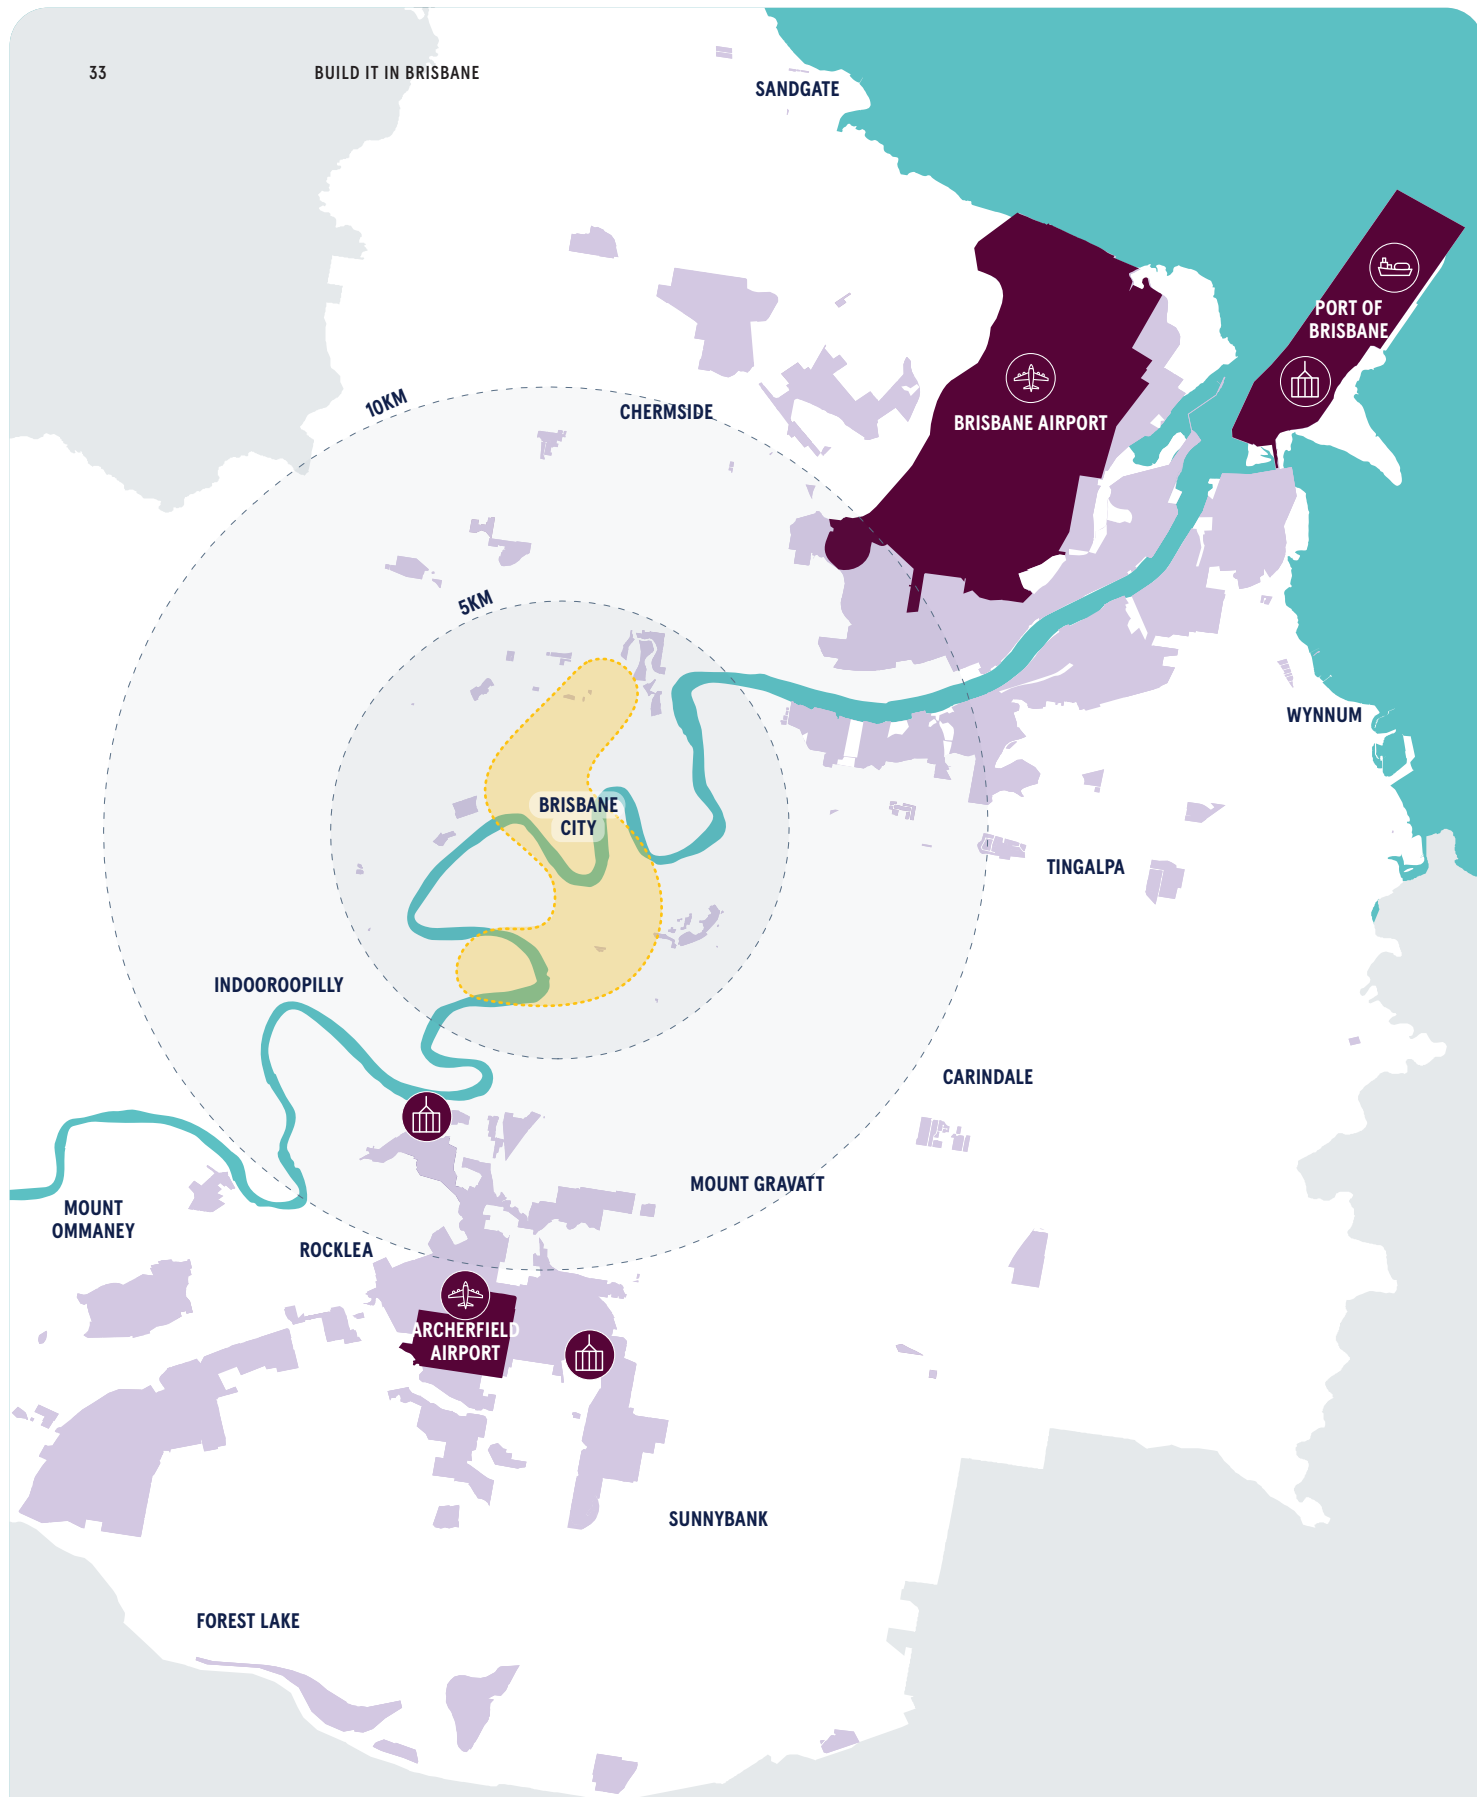 33
BUILD IT IN BRISBANE
SANDGATE
PORT OF
BRISBANE
10KM
CHERMSIDE
BRISBANE AIRPORT
5KM
WYNNUM
BRISBANE
CITY
TINGALPA
INDOOROOPILLY
CARINDALE
MOUNT GRAVATT
MOUNT
OMMANEY
ROCKLEA
ARCHERFIELD
AIRPORT
SUNNYBANK
FOREST LAKE